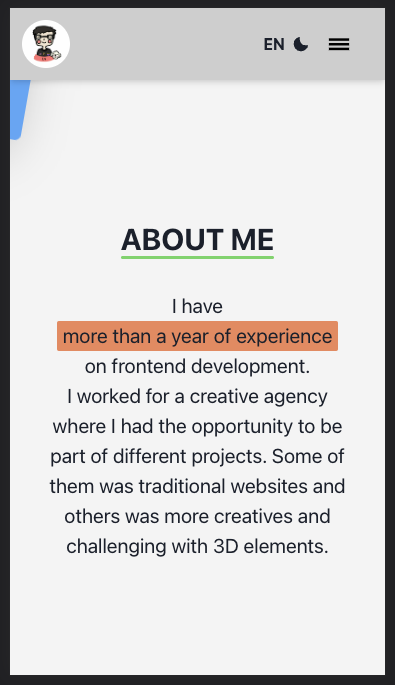 EN
ABOUT ME
I have
more than a year of experience
on frontend development.
I worked for a creative agency
where I had the opportunity to be
part of different projects. Some of
them was traditional websites and
others was more creatives and
challenging with 3D elements.